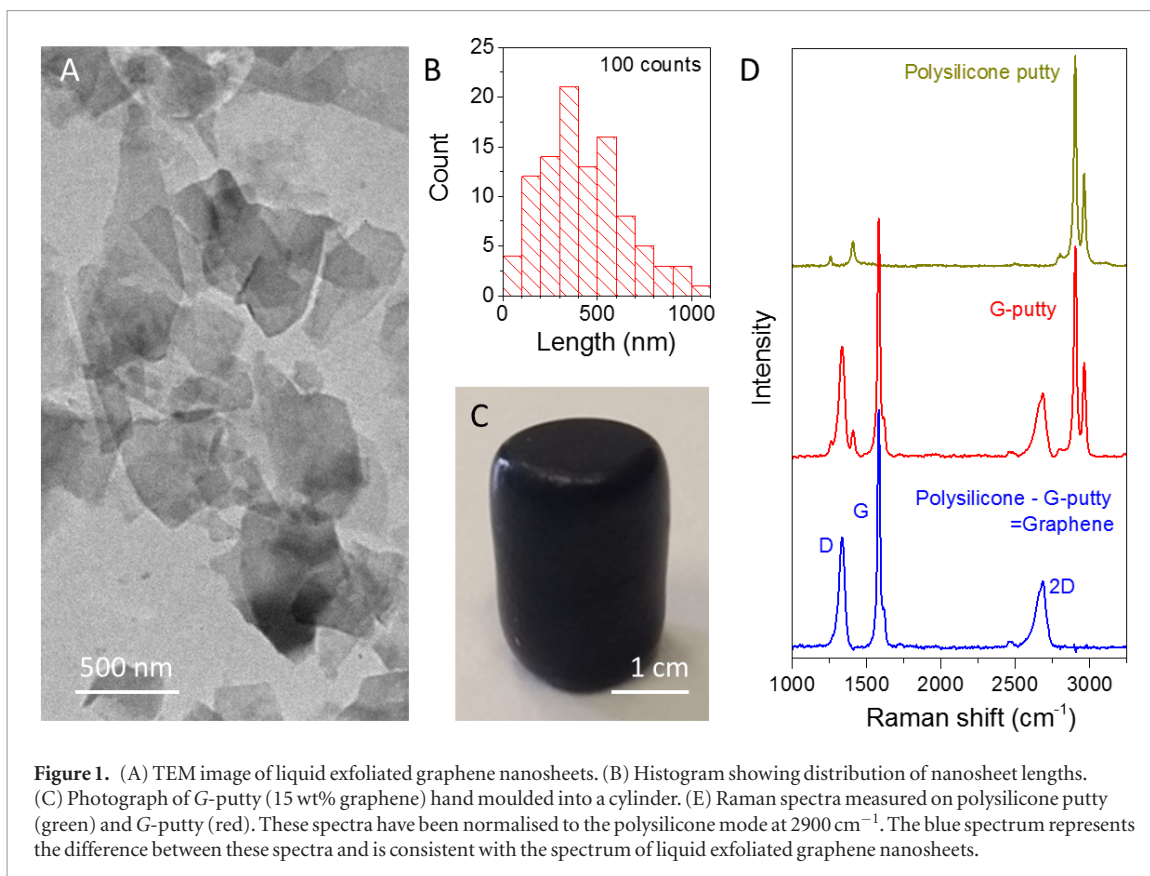 A
500 nm
B
100 counts
25
20
15
10
5
0
Count
0
500
1000
Length (nm)
C
1 cm
D
Polysilicone putty
G-putty
Polysilicone - G-putty
=Graphene
D
G
2D
Intensity
1000 1500 2000 2500 3000
Raman shift (cm⁻¹)
Figure 1. (A) TEM image of liquid exfoliated graphene nanosheets. (B) Histogram showing distribution of nanosheet lengths.
(C) Photograph of G-putty (15 wt% graphene) hand moulded into a cylinder. (E) Raman spectra measured on polysilicone putty
(green) and G-putty (red). These spectra have been normalised to the polysilicone mode at 2900 cm⁻¹. The blue spectrum represents
the difference between these spectra and is consistent with the spectrum of liquid exfoliated graphene nanosheets.